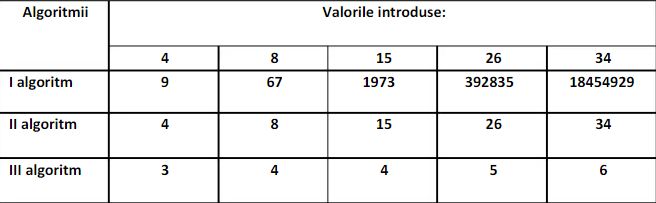 Algoritmii Valorile introduse:
4 8 15 26 34
I algoritm 9 67 1973 392835 18454929
II algoritm 4 8 15 26 34
III algoritm 3 4 4 5 6